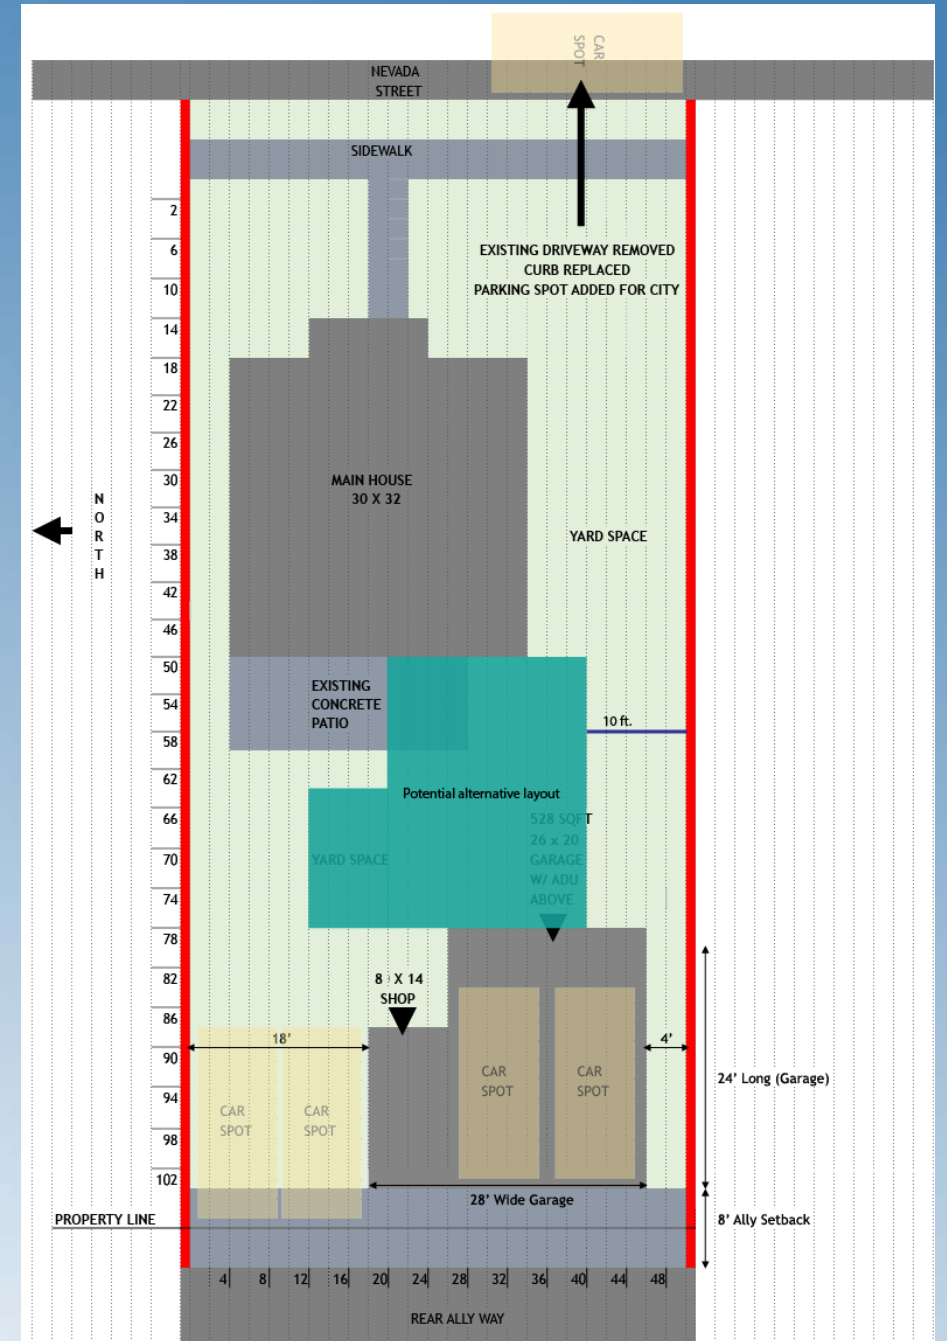 CAR
SPOT
NEVADA
STREET
SIDEWALK
2
EXISTING DRIVEWAY REMOVED
CURB REPLACED
PARKING SPOT ADDED FOR CITY
6
10
14
18
22
26
30
MAIN HOUSE
30 X 32
NORTH
34
YARD SPACE
38
42
46
50
EXISTING
CONCRETE
PATIO
54
10 ft.
58
62
Potential alternative layout
66
528 SQFT
26 x 20
GARAGE
W/ ADU
ABOVE
70
YARD SPACE
74
78
82
8 X 14
SHOP
86
18'
4'
90
CAR
SPOT
CAR
SPOT
24' Long (Garage)
94
CAR
SPOT
CAR
SPOT
98
102
28' Wide Garage
PROPERTY LINE
8' Ally Setback
4 8 12 16 20 24 28 32 36 40 44 48
REAR ALLY WAY